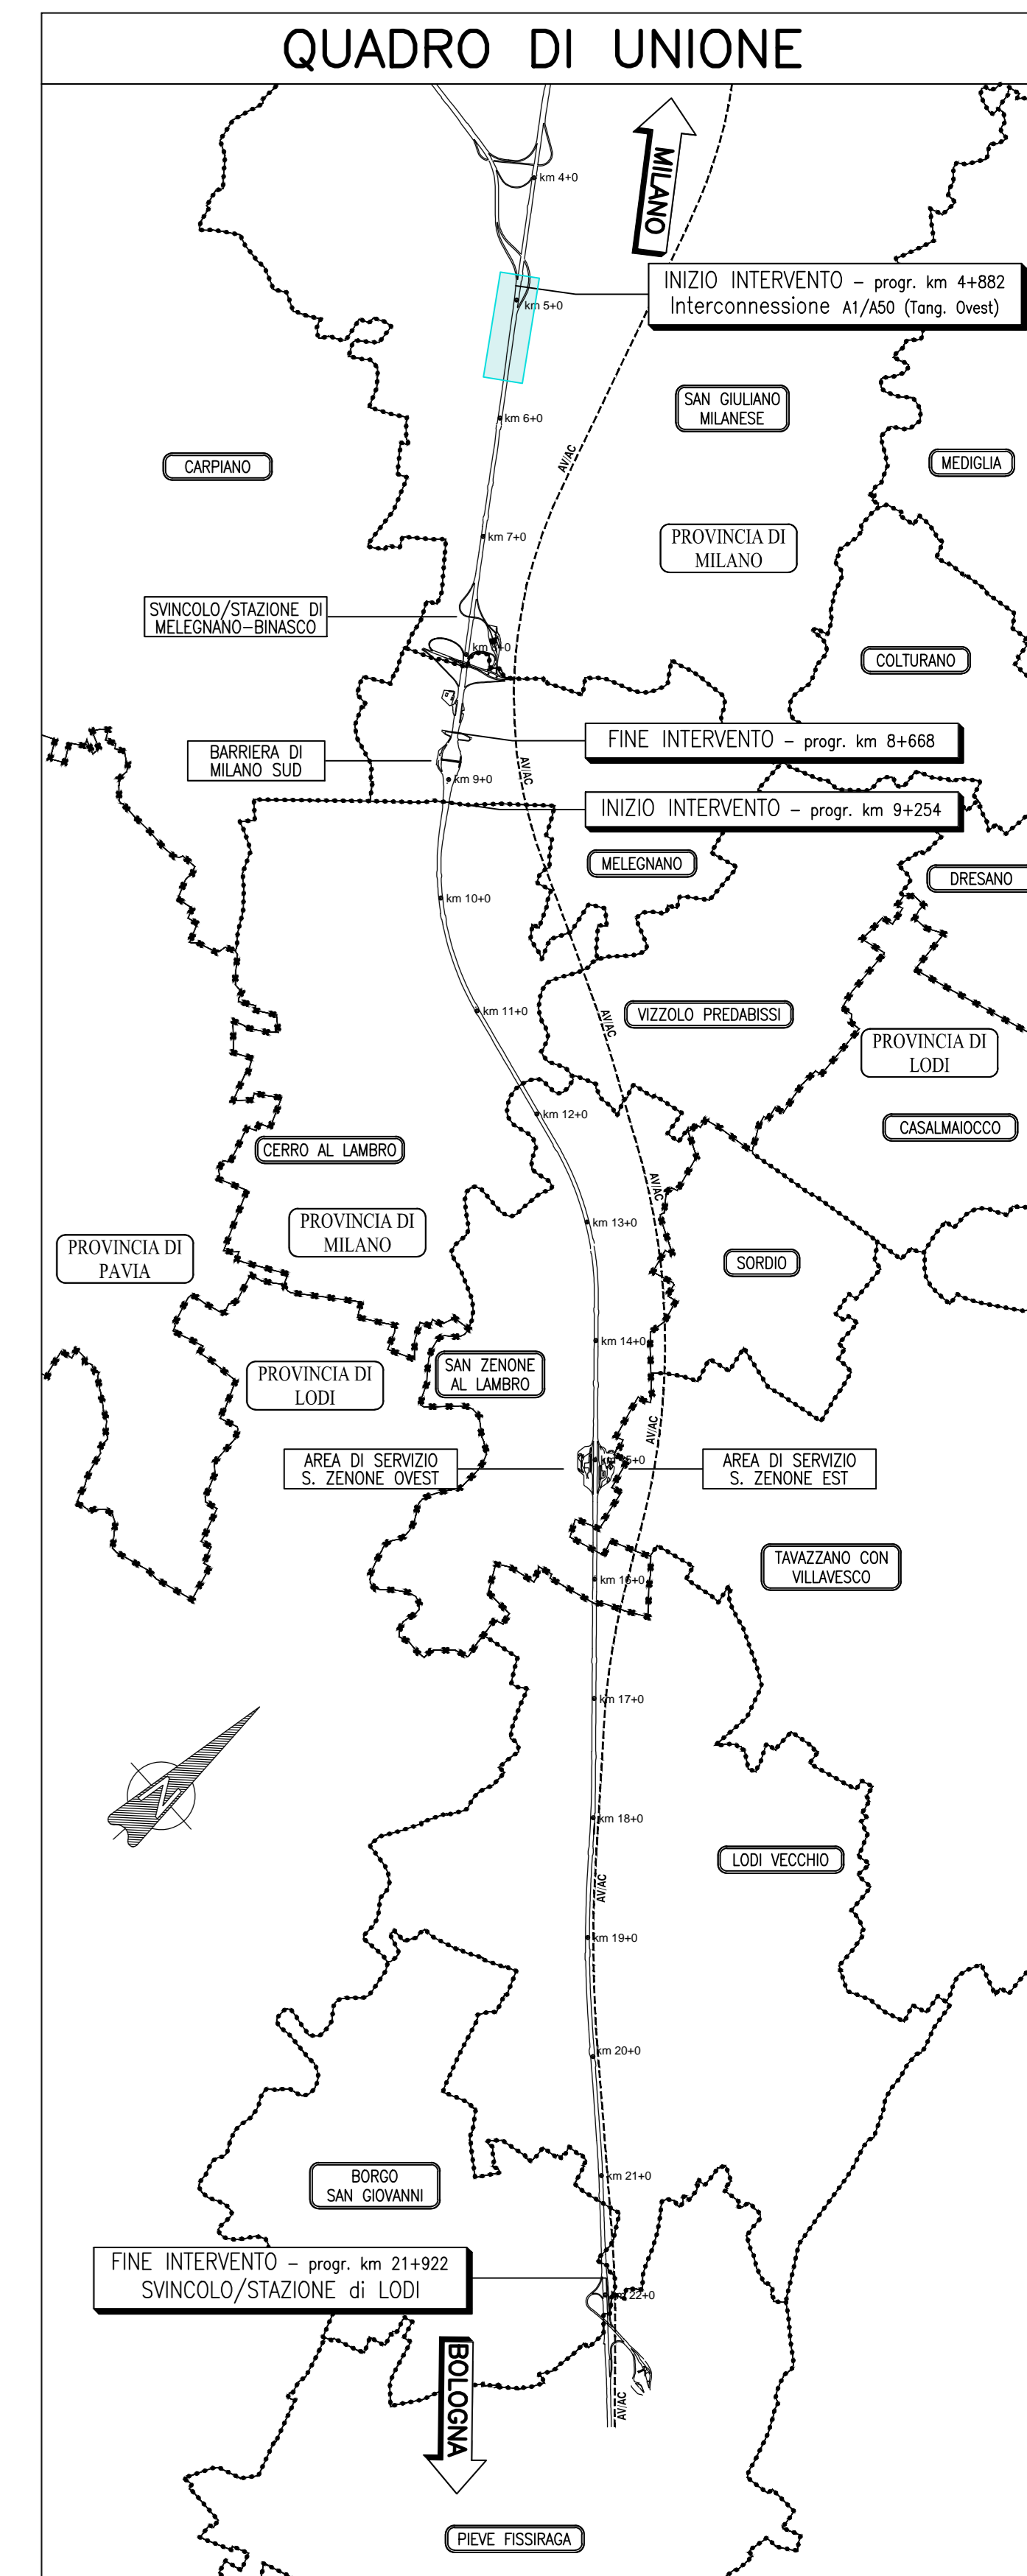 QUADRO DI UNIONE
km 4+0
MILANO
INIZIO INTERVENTO - progr. km 4+882
Interconnessione A1/A50 (Tang. Ovest)
km 5+0
SAN GIULIANO
MILANESE
km 6+0
AV/AC
CARPIANO
MEDIGLIA
km 7+0
PROVINCIA DI
MILANO
SVINCOLO/STAZIONE DI
MELEGNANO-BINASCO
COLTURANO
FINE INTERVENTO - progr. km 8+668
BARRIERA DI
MILANO SUD
AV/AC
km 9+0
INIZIO INTERVENTO - progr. km 9+254
MELEGNANO
DRESANO
km 10+0
km 11+0
VIZZOLO PREDABISSI
AV/AC
PROVINCIA DI
LODI
km 12+0
CASALMAIOCCO
CERRO AL LAMBRO
AV/AC
PROVINCIA DI
MILANO
km 13+0
PROVINCIA DI
PAVIA
SORDIO
km 14+0
SAN ZENONE
AL LAMBRO
PROVINCIA DI
LODI
AV/AC
AREA DI SERVIZIO
S. ZENONE OVEST
AREA DI SERVIZIO
S. ZENONE EST
TAVAZZANO CON
VILLAVESCO
km 16+0
km 17+0
N
km 18+0
LODI VECCHIO
AV/AC
km 19+0
km 20+0
km 21+0
BORGO
SAN GIOVANNI
FINE INTERVENTO - progr. km 21+922
SVINCOLO/STAZIONE di LODI
km 22+0
BOLOGNA
AV/AC
PIEVE FISSIRAGA